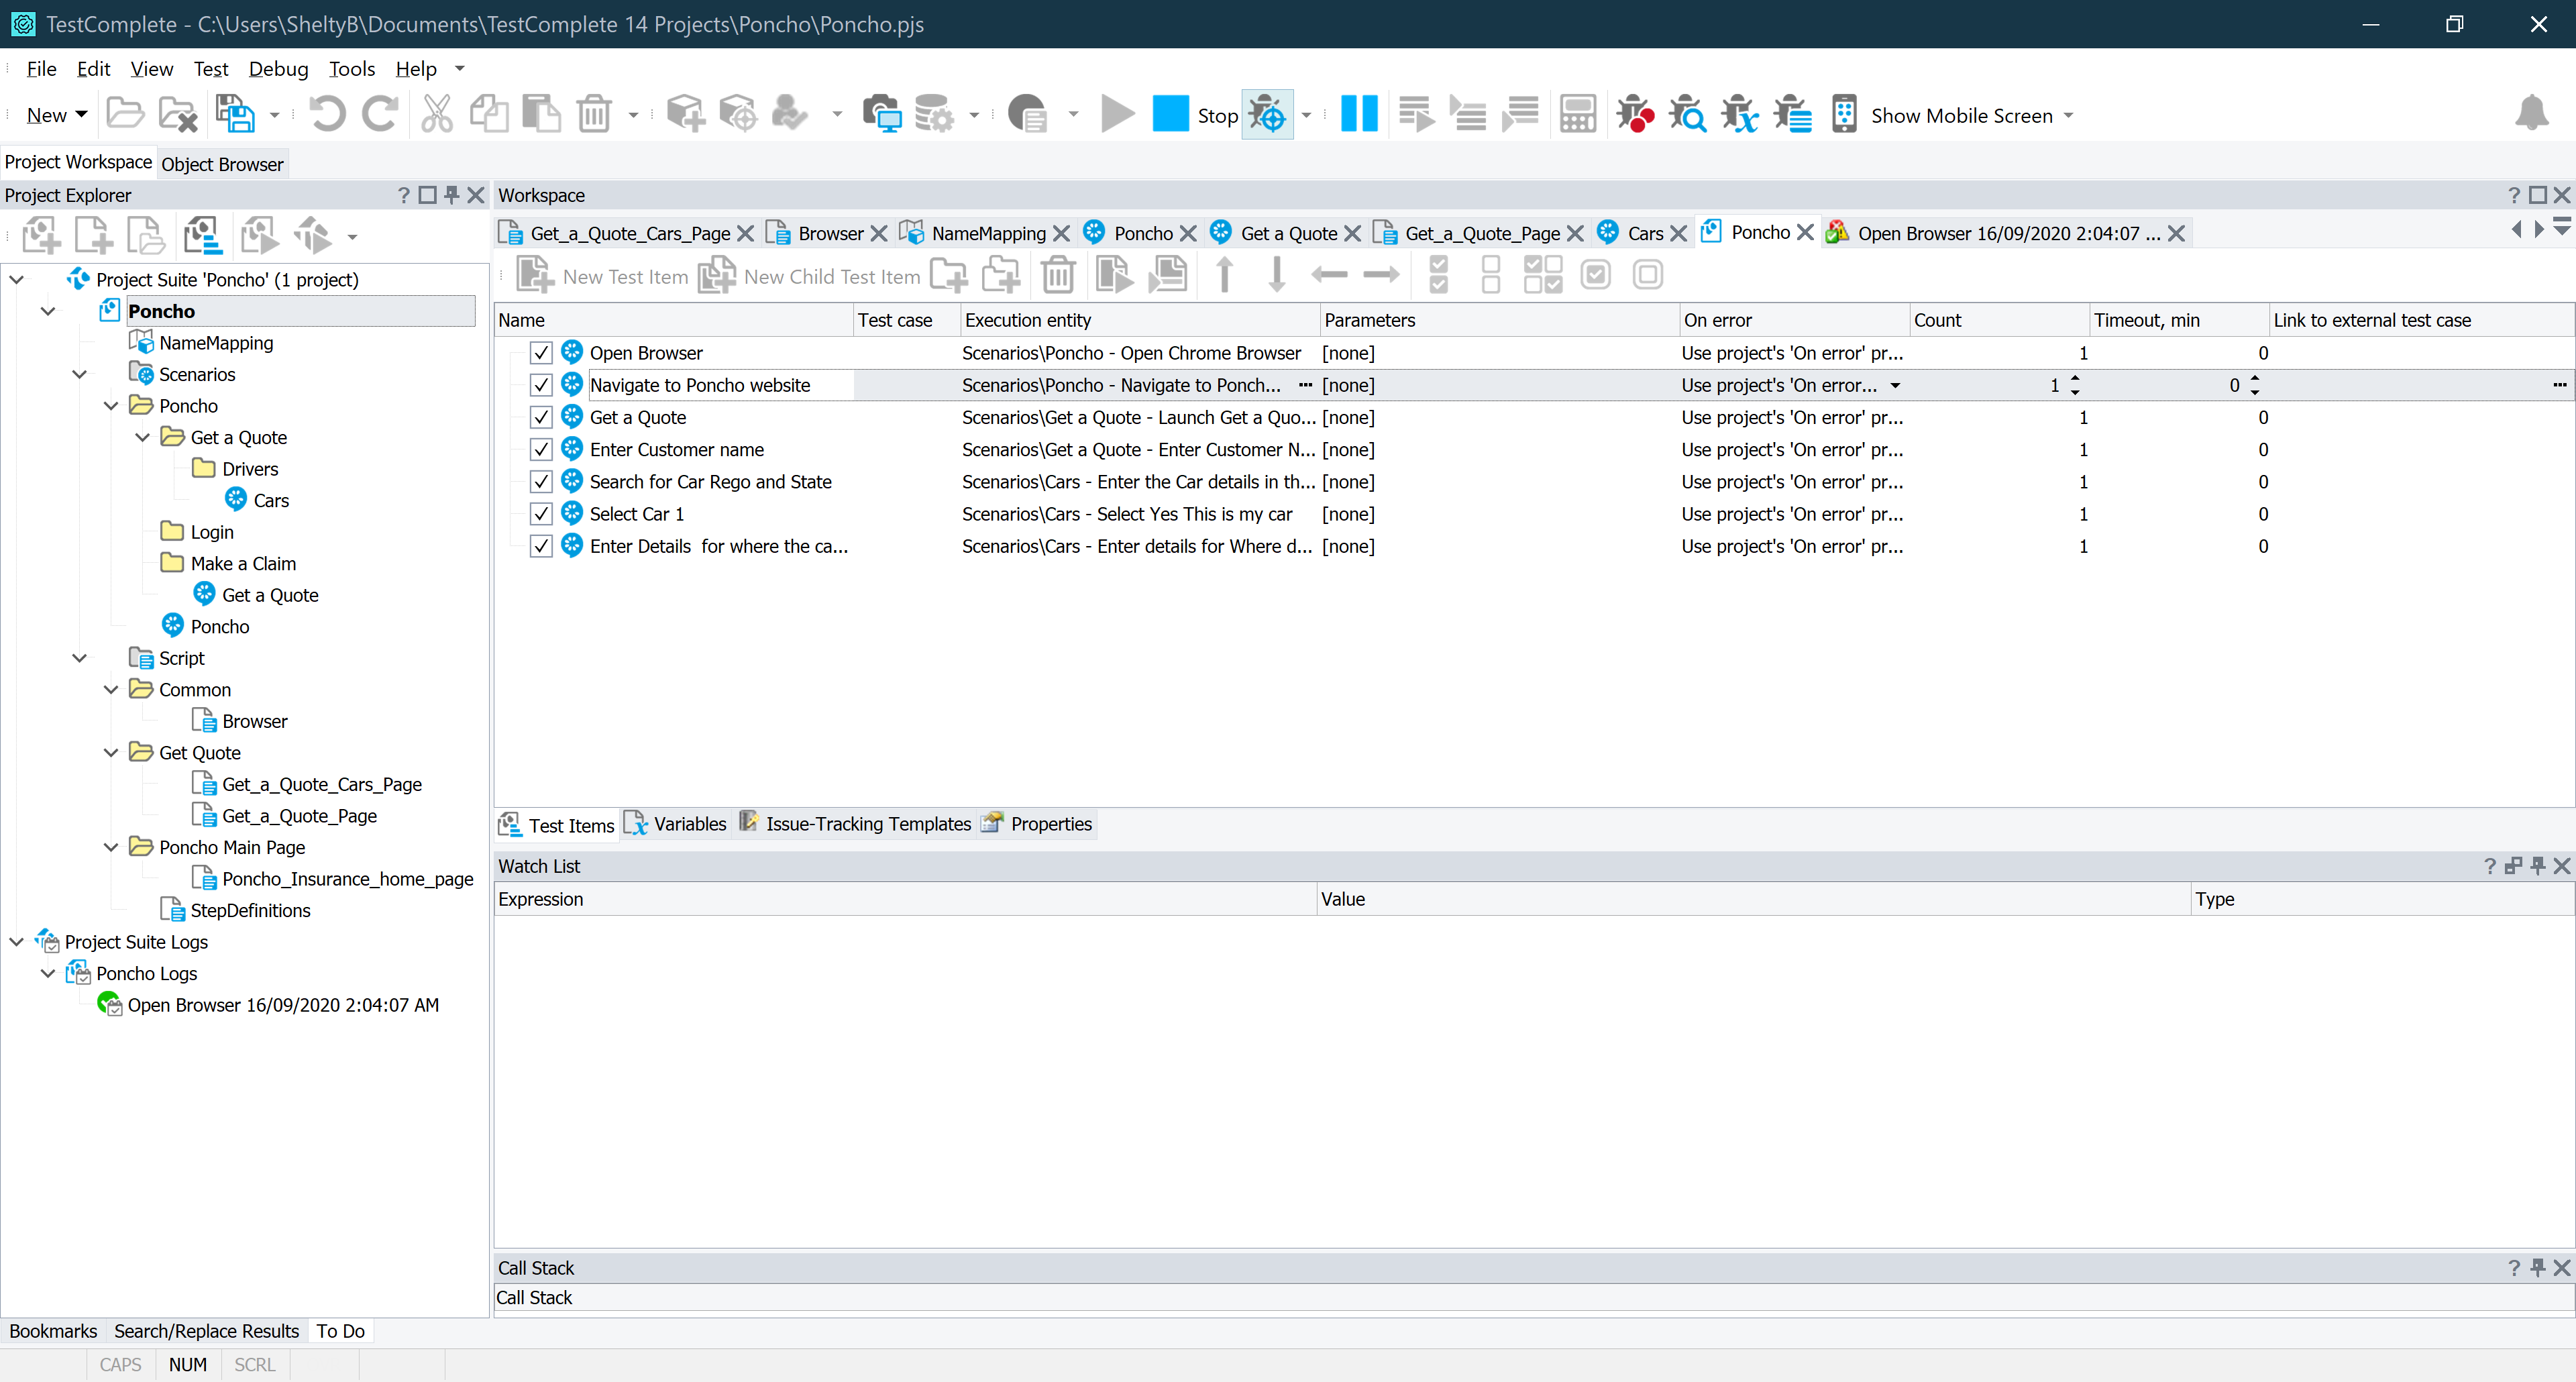 TestComplete - C:\Users\SheltyB\Documents\TestComplete 14 Projects\Poncho\Poncho.pjs
File Edit View Test Debug Tools Help
New Stop Show Mobile Screen
Project Workspace Object Browser
Project Explorer
Project Suite 'Poncho' (1 project)
Poncho
NameMapping
Scenarios
Poncho
Get a Quote
Drivers
Cars
Login
Make a Claim
Get a Quote
Poncho
Script
Common
Browser
Get Quote
Get_a_Quote_Cars_Page
Get_a_Quote_Page
Poncho Main Page
Poncho_Insurance_home_page
StepDefinitions
Project Suite Logs
Poncho Logs
Open Browser 16/09/2020 2:04:07 AM
Workspace
Get_a_Quote_Cars_Page Browser NameMapping Poncho Get a Quote Get_a_Quote_Page Cars Poncho Open Browser 16/09/2020 2:04:07 ...
New Test Item New Child Test Item
Name Test case Execution entity Parameters On error Count Timeout, min Link to external test case
Open Browser Scenarios\Poncho - Open Chrome Browser [none] Use project's 'On error' pr... 1 0
Navigate to Poncho website Scenarios\Poncho - Navigate to Ponch... [none] Use project's 'On error... 1 0
Get a Quote Scenarios\Get a Quote - Launch Get a Quo... [none] Use project's 'On error' pr... 1 0
Enter Customer name Scenarios\Get a Quote - Enter Customer N... [none] Use project's 'On error' pr... 1 0
Search for Car Rego and State Scenarios\Cars - Enter the Car details in th... [none] Use project's 'On error' pr... 1 0
Select Car 1 Scenarios\Cars - Select Yes This is my car [none] Use project's 'On error' pr... 1 0
Enter Details  for where the ca... Scenarios\Cars - Enter details for Where d... [none] Use project's 'On error' pr... 1 0
Test Items Variables Issue-Tracking Templates Properties
Watch List
Expression Value Type
Call Stack
Call Stack
Bookmarks Search/Replace Results To Do
CAPS NUM SCRL